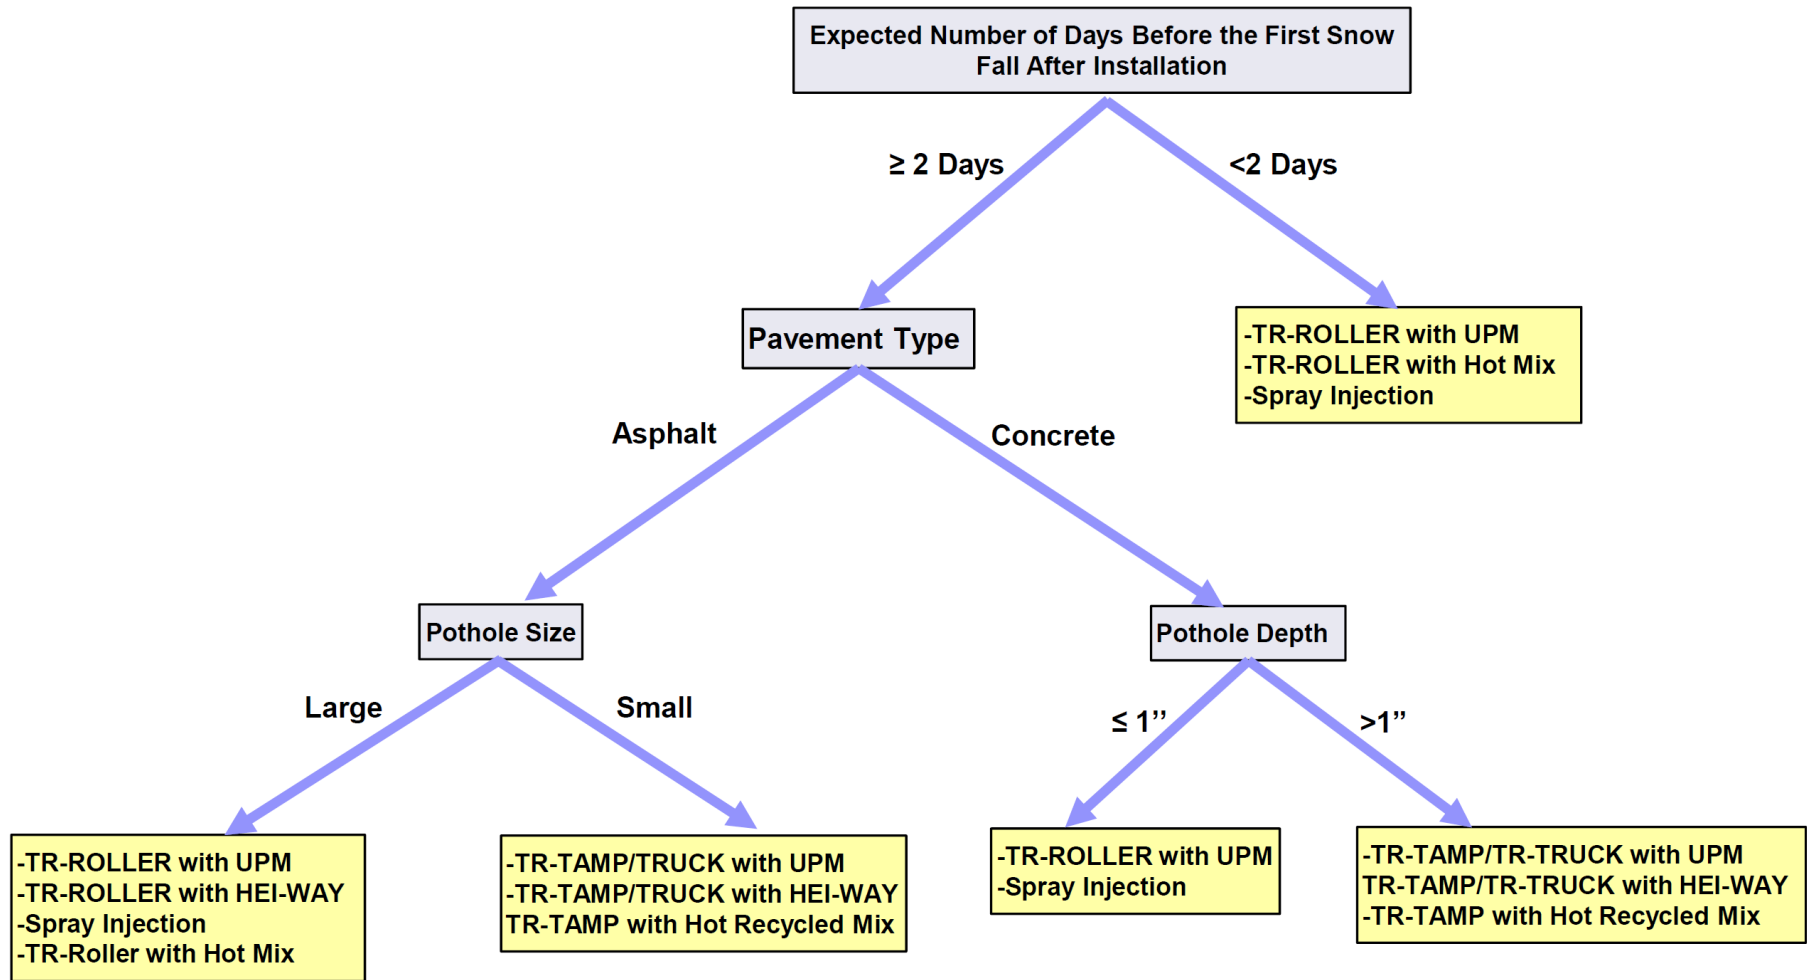 Expected Number of Days Before the First Snow
Fall After Installation
≥ 2 Days
<2 Days
Pavement Type
-TR-ROLLER with UPM
-TR-ROLLER with Hot Mix
-Spray Injection
Asphalt
Concrete
Pothole Size
Pothole Depth
Large
Small
≤ 1’’
>1”
-TR-ROLLER with UPM
-TR-ROLLER with HEI-WAY
-Spray Injection
-TR-Roller with Hot Mix
-TR-TAMP/TRUCK with UPM
-TR-TAMP/TRUCK with HEI-WAY
TR-TAMP with Hot Recycled Mix
-TR-ROLLER with UPM
-Spray Injection
-TR-TAMP/TR-TRUCK with UPM
TR-TAMP/TR-TRUCK with HEI-WAY
-TR-TAMP with Hot Recycled Mix